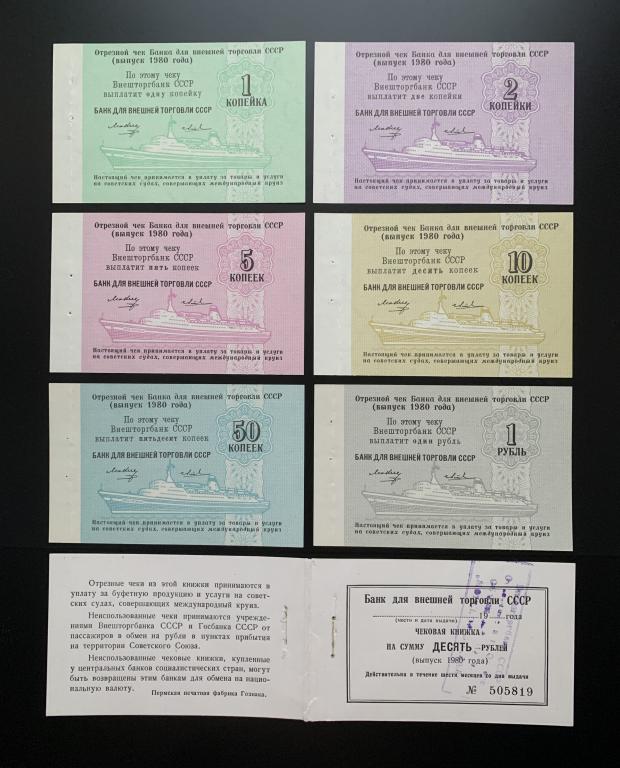 Отрезной чек Банка для внешней торговли СССР
(выпуск 1980 года)
По этому чеку
Внешторгбанк СССР
выплатит одну копейку
1
КОПЕЙКА
БАНК ДЛЯ ВНЕШНЕЙ ТОРГОВЛИ СССР
Настоящий чек принимается в уплату за товары и услуги
на советских судах, совершающих международный круиз
Отрезной чек Банка для внешней торговли СССР
(выпуск 1980 года)
По этому чеку
Внешторгбанк СССР
выплатит две копейки
2
КОПЕЙКИ
БАНК ДЛЯ ВНЕШНЕЙ ТОРГОВЛИ СССР
Настоящий чек принимается в уплату за товары и услуги
на советских судах, совершающих международный круиз
Отрезной чек Банка для внешней торговли СССР
(выпуск 1980 года)
По этому чеку
Внешторгбанк СССР
выплатит пять копеек
5
КОПЕЕК
БАНК ДЛЯ ВНЕШНЕЙ ТОРГОВЛИ СССР
Настоящий чек принимается в уплату за товары и услуги
на советских судах, совершающих международный круиз
Отрезной чек Банка для внешней торговли СССР
(выпуск 1980 года)
По этому чеку
Внешторгбанк СССР
выплатит десять копеек
10
КОПЕЕК
БАНК ДЛЯ ВНЕШНЕЙ ТОРГОВЛИ СССР
Настоящий чек принимается в уплату за товары и услуги
на советских судах, совершающих международный круиз
Отрезной чек Банка для внешней торговли СССР
(выпуск 1980 года)
По этому чеку
Внешторгбанк СССР
выплатит пятьдесят копеек
50
КОПЕЕК
БАНК ДЛЯ ВНЕШНЕЙ ТОРГОВЛИ СССР
Настоящий чек принимается в уплату за товары и услуги
на советских судах, совершающих международный круиз
Отрезной чек Банка для внешней торговли СССР
(выпуск 1980 года)
По этому чеку
Внешторгбанк СССР
выплатит один рубль
1
РУБЛЬ
БАНК ДЛЯ ВНЕШНЕЙ ТОРГОВЛИ СССР
Настоящий чек принимается в уплату за товары и услуги
на советских судах, совершающих международный круиз
Отрезные чеки из этой книжки принимаются в
уплату за буфетную продукцию и услуги на совет-
ских судах, совершающих международный круиз.
Неиспользованные чеки принимаются учрежде-
ниями Внешторгбанка СССР и Госбанка СССР от
пассажиров в обмен на рубли в пунктах прибытия
на территории Советского Союза.
Неиспользованные чековые книжки, купленные
у центральных банков социалистических стран, могут
быть возвращены этим банкам для обмена на нацио-
нальную валюту.
Пермская печатная фабрика Гознака.
Банк для внешней торговли СССР
19 года
(место и дата выдачи)
ЧЕКОВАЯ КНИЖКА
НА СУММУ ДЕСЯТЬ РУБЛЕЙ
(выпуск 1980 года)
Действительна в течение шести месяцев со дня выдачи
№ 505819